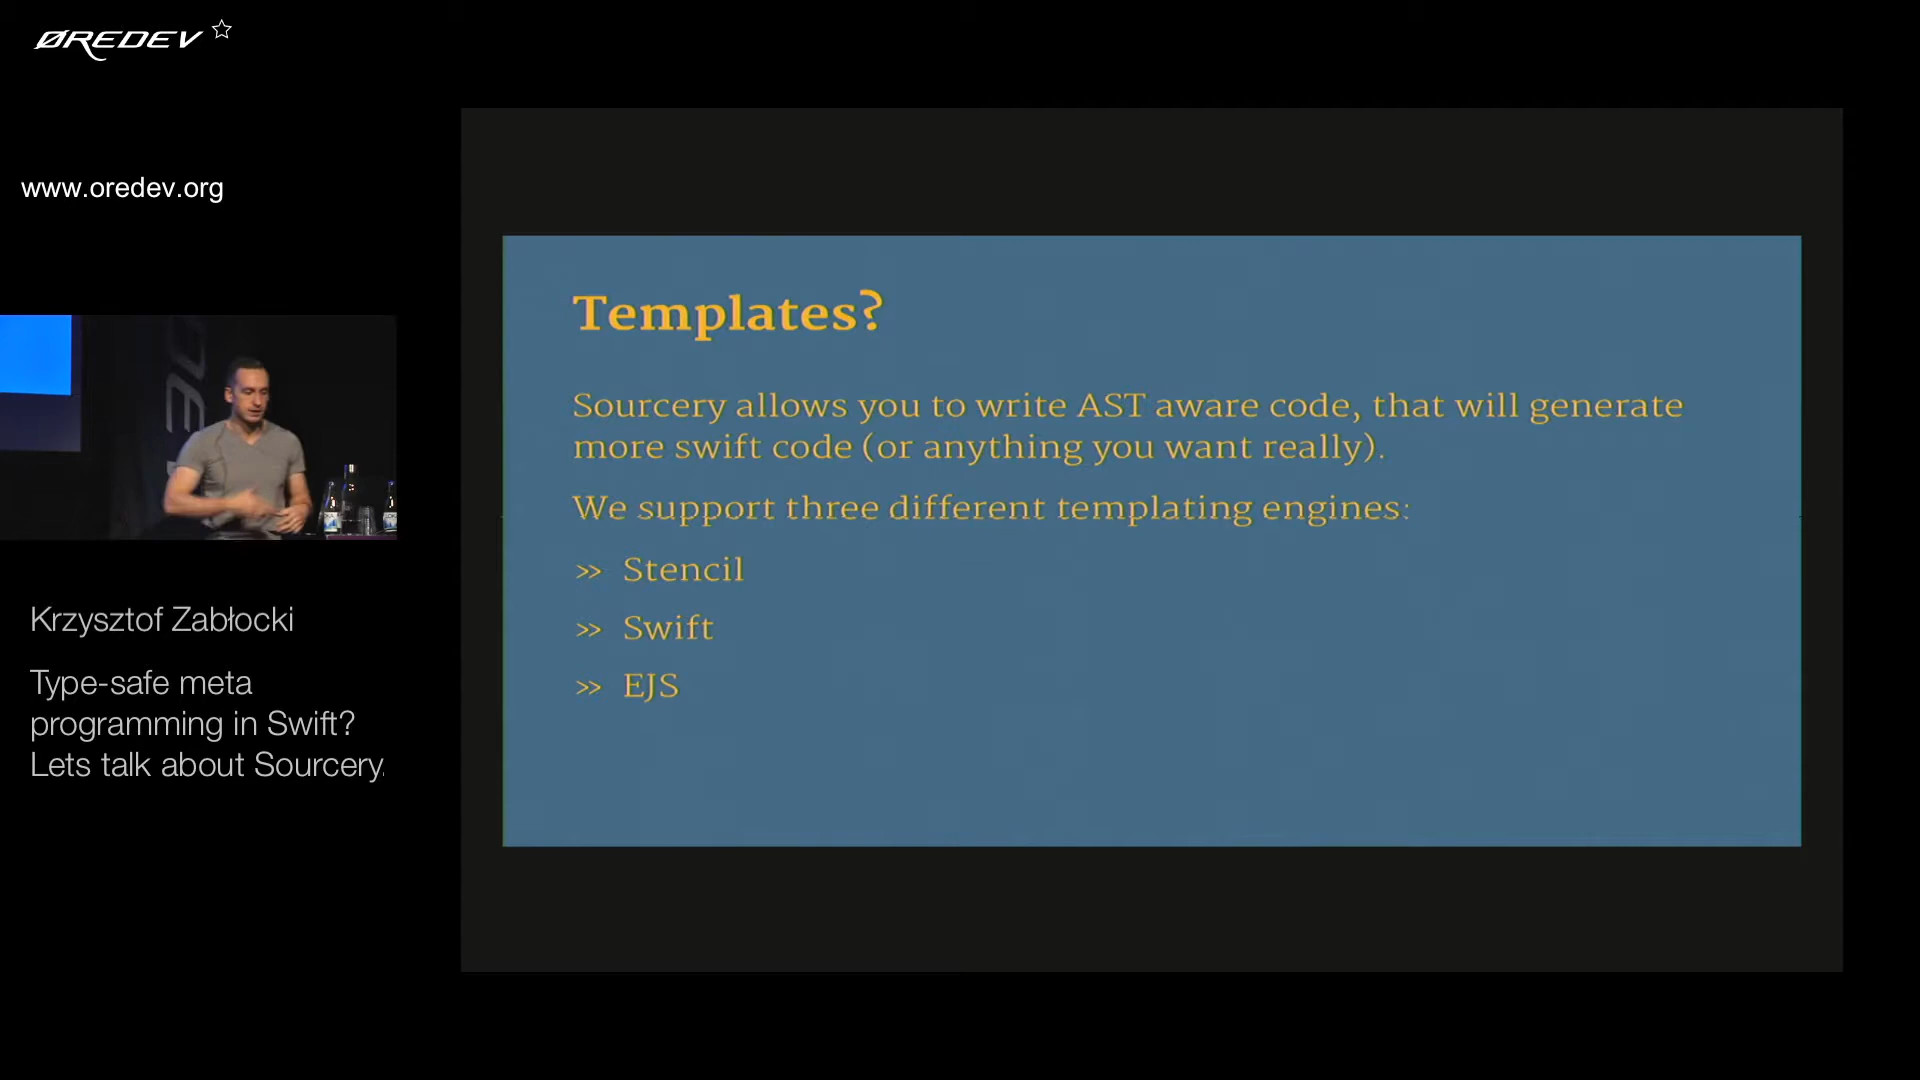 ØREDEV
www.oredev.org
Krzysztof Zabłocki
Type-safe meta
programming in Swift?
Lets talk about Sourcery.
Templates?
Sourcery allows you to write AST aware code, that will generate
more swift code (or anything you want really).
We support three different templating engines:
>> Stencil
>> Swift
>> EJS